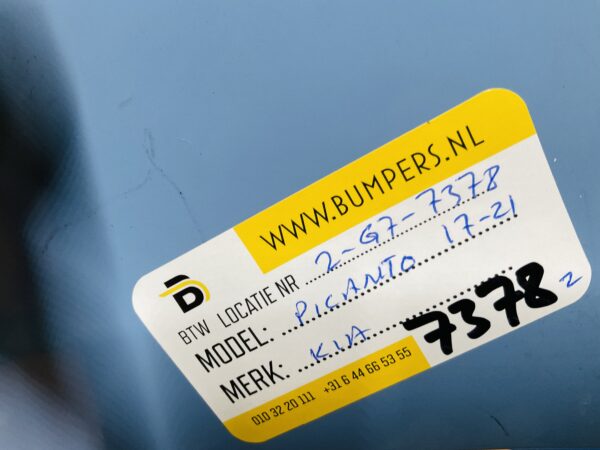 WWW.BUMPERS.NL
BTW LOCATIE NR 2-G7-7378
MODEL: PICANTO 17-21
MERK: KIA 7378 2
010 32 20 111 +31 6 44 66 53 55